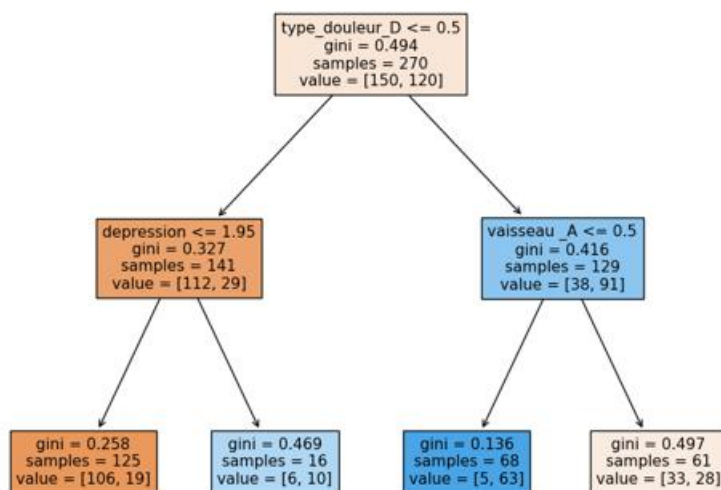 type_douleur_D <= 0.5
gini = 0.494
samples = 270
value = [150, 120]
depression <= 1.95
gini = 0.327
samples = 141
value = [112, 29]
vaisseau _A <= 0.5
gini = 0.416
samples = 129
value = [38, 91]
gini = 0.258
samples = 125
value = [106, 19]
gini = 0.469
samples = 16
value = [6, 10]
gini = 0.136
samples = 68
value = [5, 63]
gini = 0.497
samples = 61
value = [33, 28]